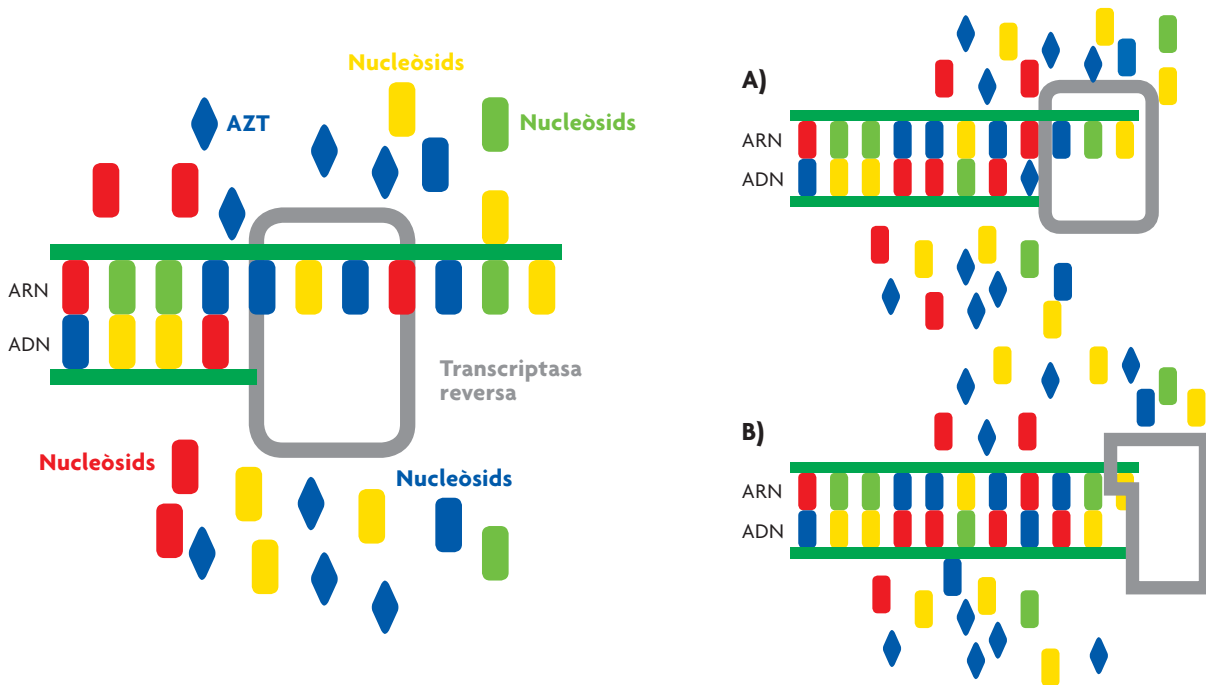 Nucleòsids
AZT
Nucleòsids
ARN
ADN
Transcriptasa
reversa
Nucleòsids
Nucleòsids
A)
ARN
ADN
B)
ARN
ADN